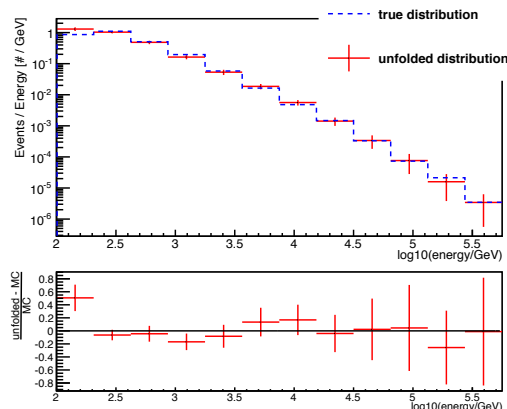 true distribution
unfolded distribution
Events / Energy [# / GeV]
1
10^-1
10^-2
10^-3
10^-4
10^-5
10^-6
2 2.5 3 3.5 4 4.5 5 5.5
log10(energy/GeV)
unfolded - MC
MC
0.8
0.6
0.4
0.2
0
-0.2
-0.4
-0.6
-0.8
2 2.5 3 3.5 4 4.5 5 5.5
log10(energy/GeV)